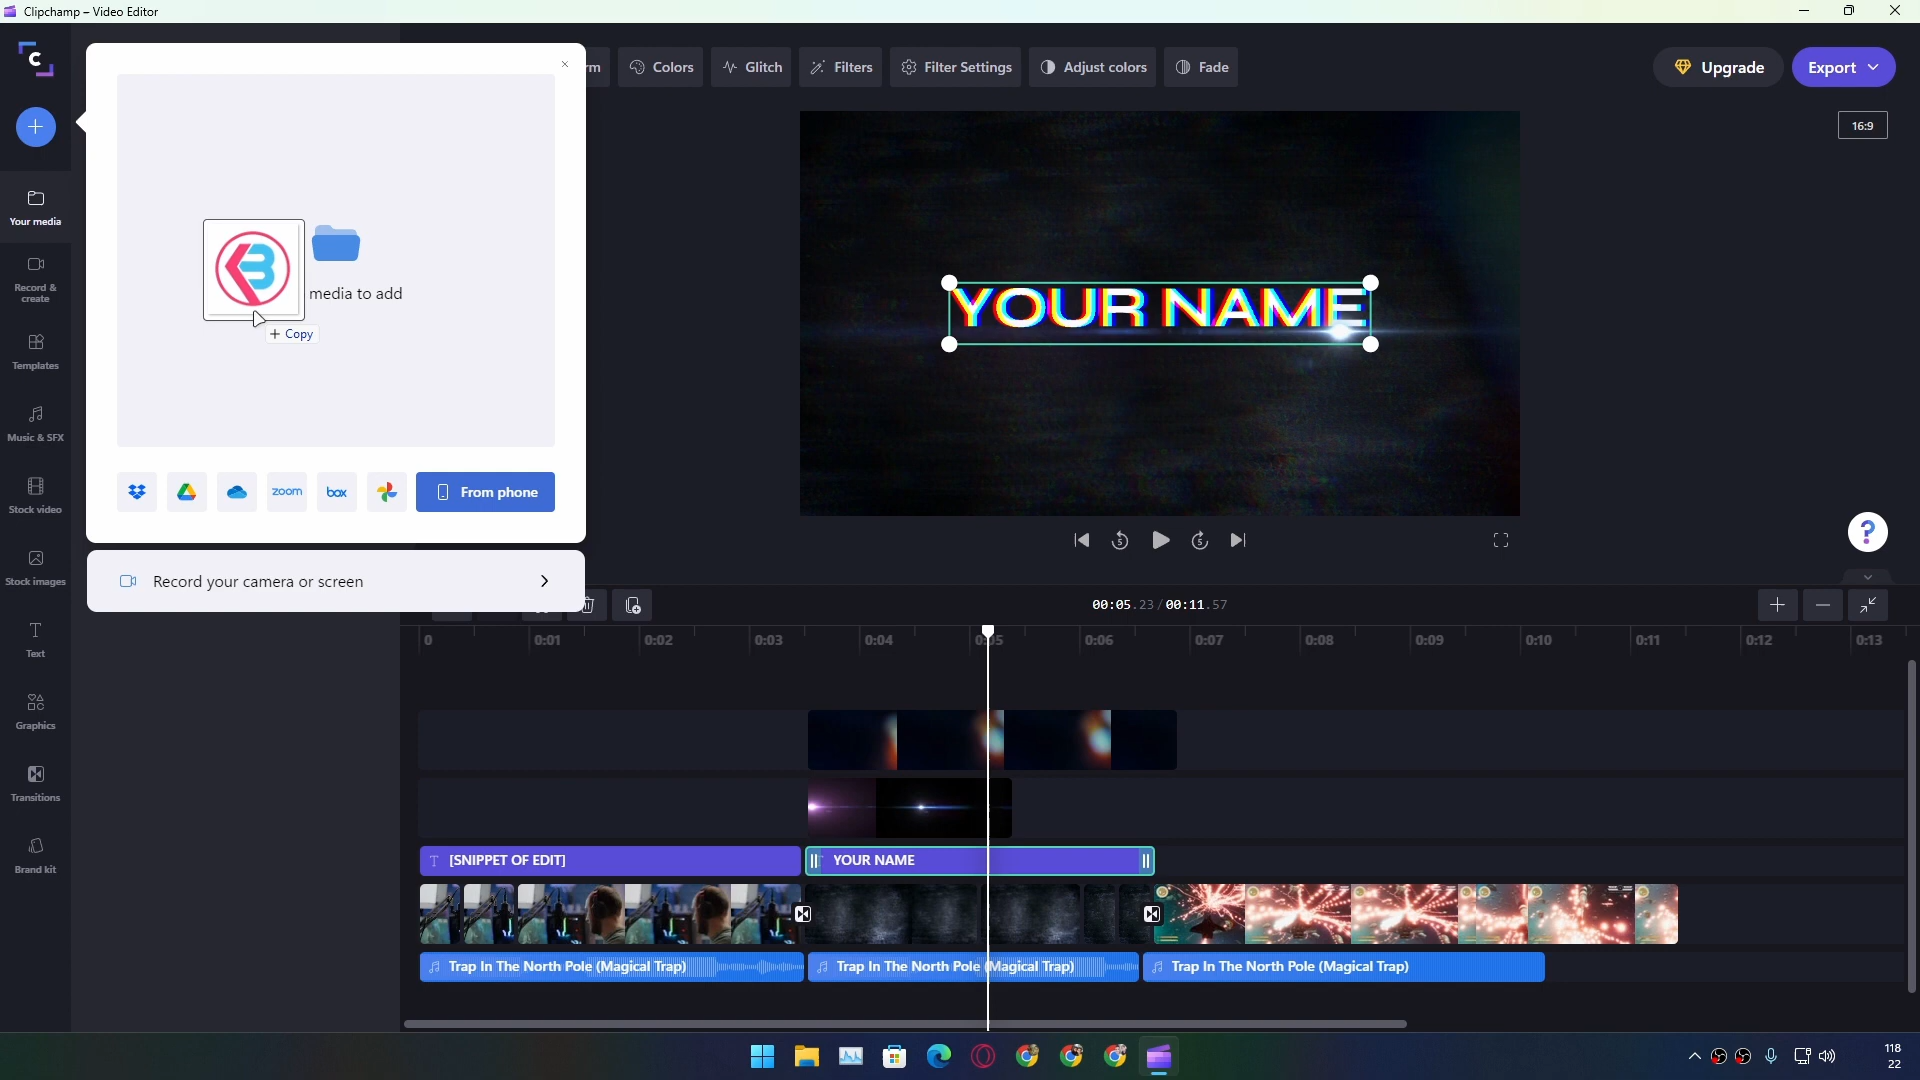 Clipchamp – Video Editor
rm
Colors
Glitch
Filters
Filter Settings
Adjust colors
Fade
Upgrade
Export
16:9
Your media
Record &
create
Templates
Music & SFX
Stock video
Stock images
Text
Graphics
Transitions
Brand kit
media to add
+ Copy
zoom
box
From phone
Record your camera or screen
YOUR NAME
5
5
?
00:05.23 / 00:11.57
0
0:01
0:02
0:03
0:04
0:05
0:06
0:07
0:08
0:09
0:10
0:11
0:12
0:13
[SNIPPET OF EDIT]
YOUR NAME
Trap In The North Pole (Magical Trap)
Trap In The North Pole (Magical Trap)
Trap In The North Pole (Magical Trap)
118
22